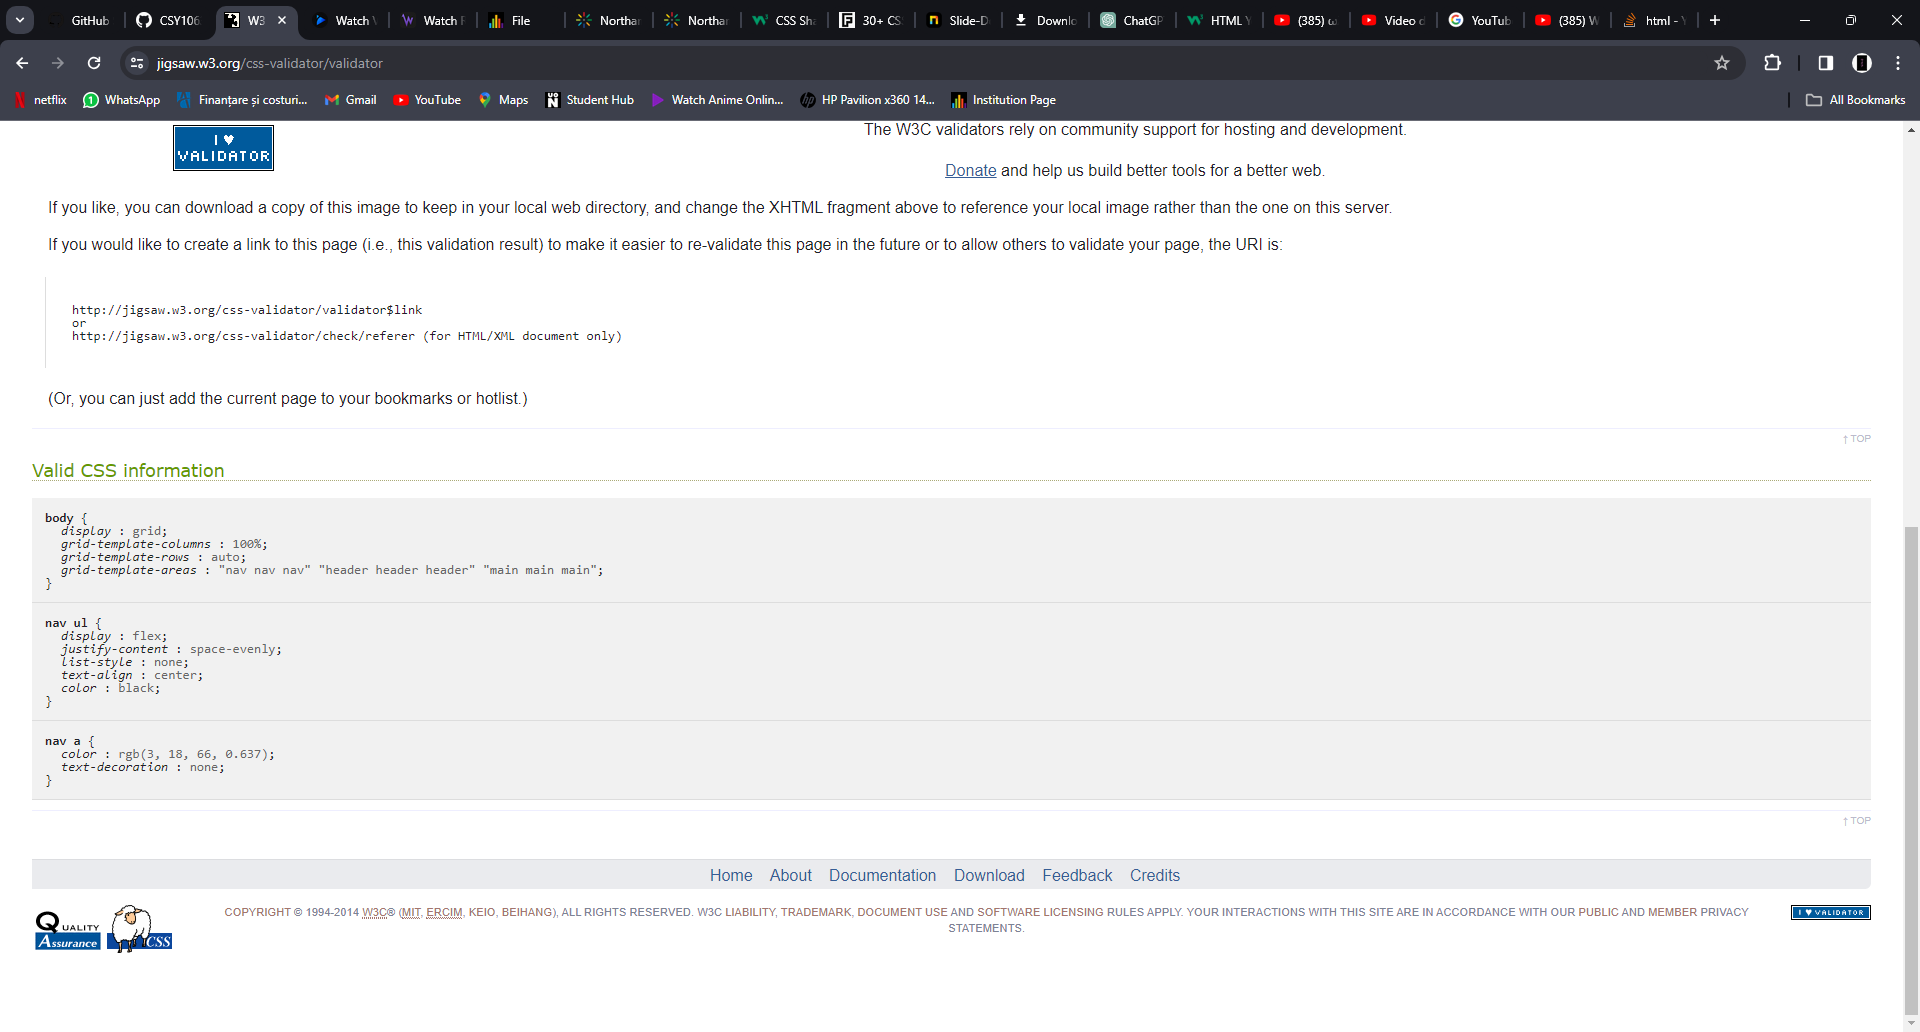 GitHub
CSY106
W3
Watch
Watch
File
Northan
Northan
CSS Sha
30+ CS
Slide-D
Downlo
ChatGP
HTML
(385)
Video
YouTub
(385) W
html -
jigsaw.w3.org/css-validator/validator
netflix
WhatsApp
Finanțare și costuri...
Gmail
YouTube
Maps
Student Hub
Watch Anime Onlin...
HP Pavilion x360 14...
Institution Page
All Bookmarks
I ♥
VALIDATOR
The W3C validators rely on community support for hosting and development.
Donate and help us build better tools for a better web.
If you like, you can download a copy of this image to keep in your local web directory, and change the XHTML fragment above to reference your local image rather than the one on this server.
If you would like to create a link to this page (i.e., this validation result) to make it easier to re-validate this page in the future or to allow others to validate your page, the URI is:
http://jigsaw.w3.org/css-validator/validator$link
or
http://jigsaw.w3.org/css-validator/check/referer (for HTML/XML document only)
(Or, you can just add the current page to your bookmarks or hotlist.)
↑ TOP
Valid CSS information
body {
display : grid;
grid-template-columns : 100%;
grid-template-rows : auto;
grid-template-areas : "nav nav nav" "header header header" "main main main";
}
nav ul {
display : flex;
justify-content : space-evenly;
list-style : none;
text-align : center;
color : black;
}
nav a {
color : rgb(3, 18, 66, 0.637);
text-decoration : none;
}
↑ TOP
Home About Documentation Download Feedback Credits
QUALITY
Assurance
CSS
COPYRIGHT © 1994-2014 W3C® (MIT, ERCIM, KEIO, BEIHANG), ALL RIGHTS RESERVED. W3C LIABILITY, TRADEMARK, DOCUMENT USE AND SOFTWARE LICENSING RULES APPLY. YOUR INTERACTIONS WITH THIS SITE ARE IN ACCORDANCE WITH OUR PUBLIC AND MEMBER PRIVACY
STATEMENTS.
I ♥ VALIDATOR